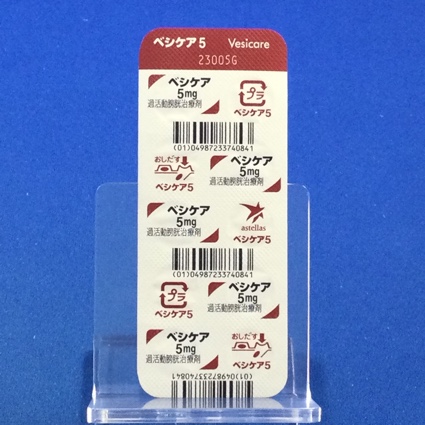 ベシケア5 Vesicare
23005G
ベシケア
5mg
過活動膀胱治療剤
プラ
ベシケア5
(01)04987233740841
おしだす
ベシケア5
ベシケア
5mg
過活動膀胱治療剤
ベシケア
5mg
過活動膀胱治療剤
astellas
ベシケア5
(01)04987233740841
プラ
ベシケア5
ベシケア
5mg
過活動膀胱治療剤
ベシケア
5mg
過活動膀胱治療剤
おしだす
ベシケア5
(01)04987233740841